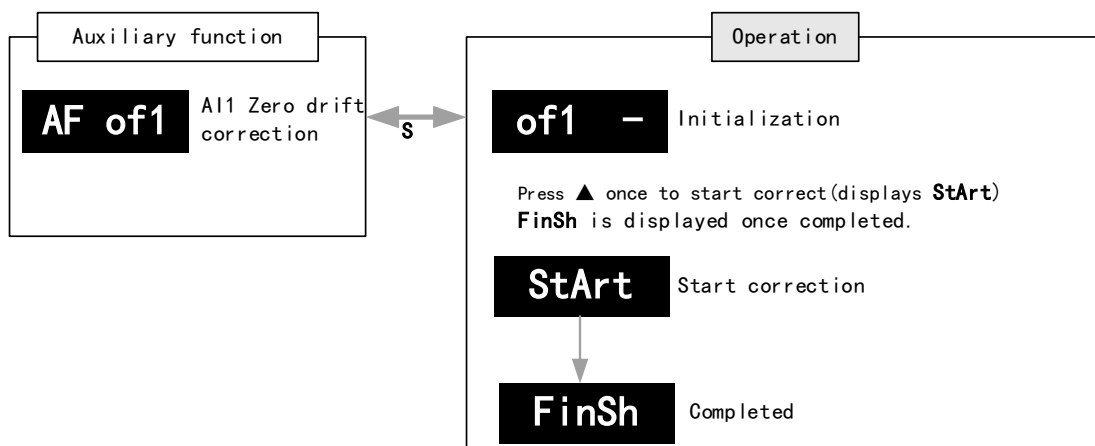 Auxiliary function
AF of1
AI1 Zero drift
correction
S
Operation
of1 －
Initialization
Press ▲ once to start correct(displays StArt)
FinSh is displayed once completed.
StArt
Start correction
FinSh
Completed